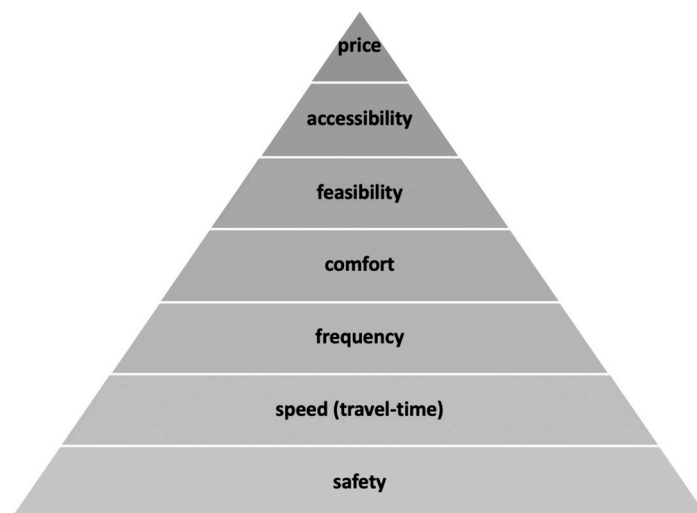 price
accessibility
feasibility
comfort
frequency
speed (travel-time)
safety